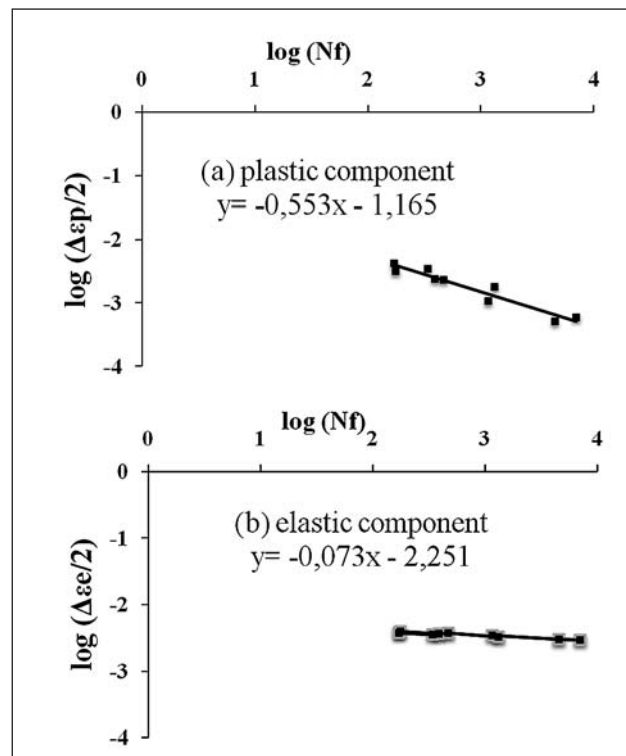 log (Nf)
0 1 2 3 4
0
-1
-2
-3
-4
log (Δεp/2)
(a) plastic component
y= -0,553x - 1,165
log (Nf)
0 1 2 3 4
0
-1
-2
-3
-4
log (Δεe/2)
(b) elastic component
y= -0,073x - 2,251